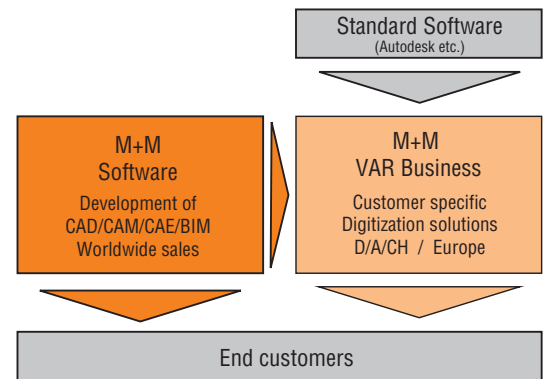 Standard Software
(Autodesk etc.)
M+M
Software
Development of
CAD/CAM/CAE/BIM
Worldwide sales
M+M
VAR Business
Customer specific
Digitization solutions
D/A/CH / Europe
End customers